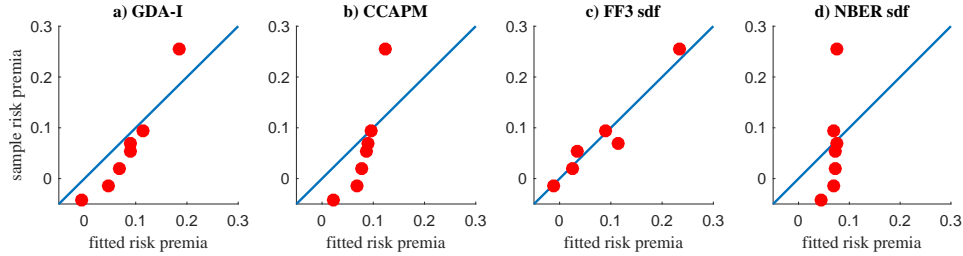 a) GDA-I
b) CCAPM
c) FF3 sdf
d) NBER sdf
sample risk premia
0.3
0.2
0.1
0
0 0.1 0.2 0.3
fitted risk premia
0.3
0.2
0.1
0
0 0.1 0.2 0.3
fitted risk premia
0.3
0.2
0.1
0
0 0.1 0.2 0.3
fitted risk premia
0.3
0.2
0.1
0
0 0.1 0.2 0.3
fitted risk premia